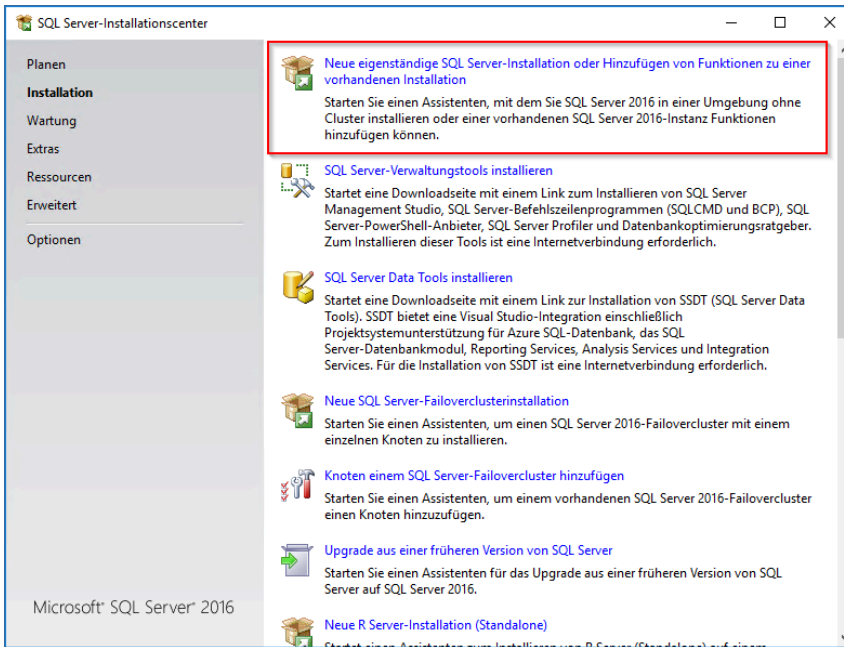 SQL Server-Installationscenter
Planen
Installation
Wartung
Extras
Ressourcen
Erweitert
Optionen
Microsoft® SQL Server® 2016
Neue eigenständige SQL Server-Installation oder Hinzufügen von Funktionen zu einer
vorhandenen Installation
Starten Sie einen Assistenten, mit dem Sie SQL Server 2016 in einer Umgebung ohne
Cluster installieren oder einer vorhandenen SQL Server 2016-Instanz Funktionen
hinzufügen können.
SQL Server-Verwaltungstools installieren
Startet eine Downloadseite mit einem Link zum Installieren von SQL Server
Management Studio, SQL Server-Befehlszeilenprogrammen (SQLCMD und BCP), SQL
Server-PowerShell-Anbieter, SQL Server Profiler und Datenbankoptimierungsratgeber.
Zum Installieren dieser Tools ist eine Internetverbindung erforderlich.
SQL Server Data Tools installieren
Startet eine Downloadseite mit einem Link zur Installation von SSDT (SQL Server Data
Tools). SSDT bietet eine Visual Studio-Integration einschließlich
Projektsystemunterstützung für Azure SQL-Datenbank, das SQL
Server-Datenbankmodul, Reporting Services, Analysis Services und Integration
Services. Für die Installation von SSDT ist eine Internetverbindung erforderlich.
Neue SQL Server-Failoverclusterinstallation
Starten Sie einen Assistenten, um einen SQL Server 2016-Failovercluster mit einem
einzelnen Knoten zu installieren.
Knoten einem SQL Server-Failovercluster hinzufügen
Starten Sie einen Assistenten, um einem vorhandenen SQL Server 2016-Failovercluster
einen Knoten hinzuzufügen.
Upgrade aus einer früheren Version von SQL Server
Starten Sie einen Assistenten für das Upgrade aus einer früheren Version von SQL
Server auf SQL Server 2016.
Neue R Server-Installation (Standalone)
Startet einen Assistenten zum Installieren von R Server (Standalone) auf einem